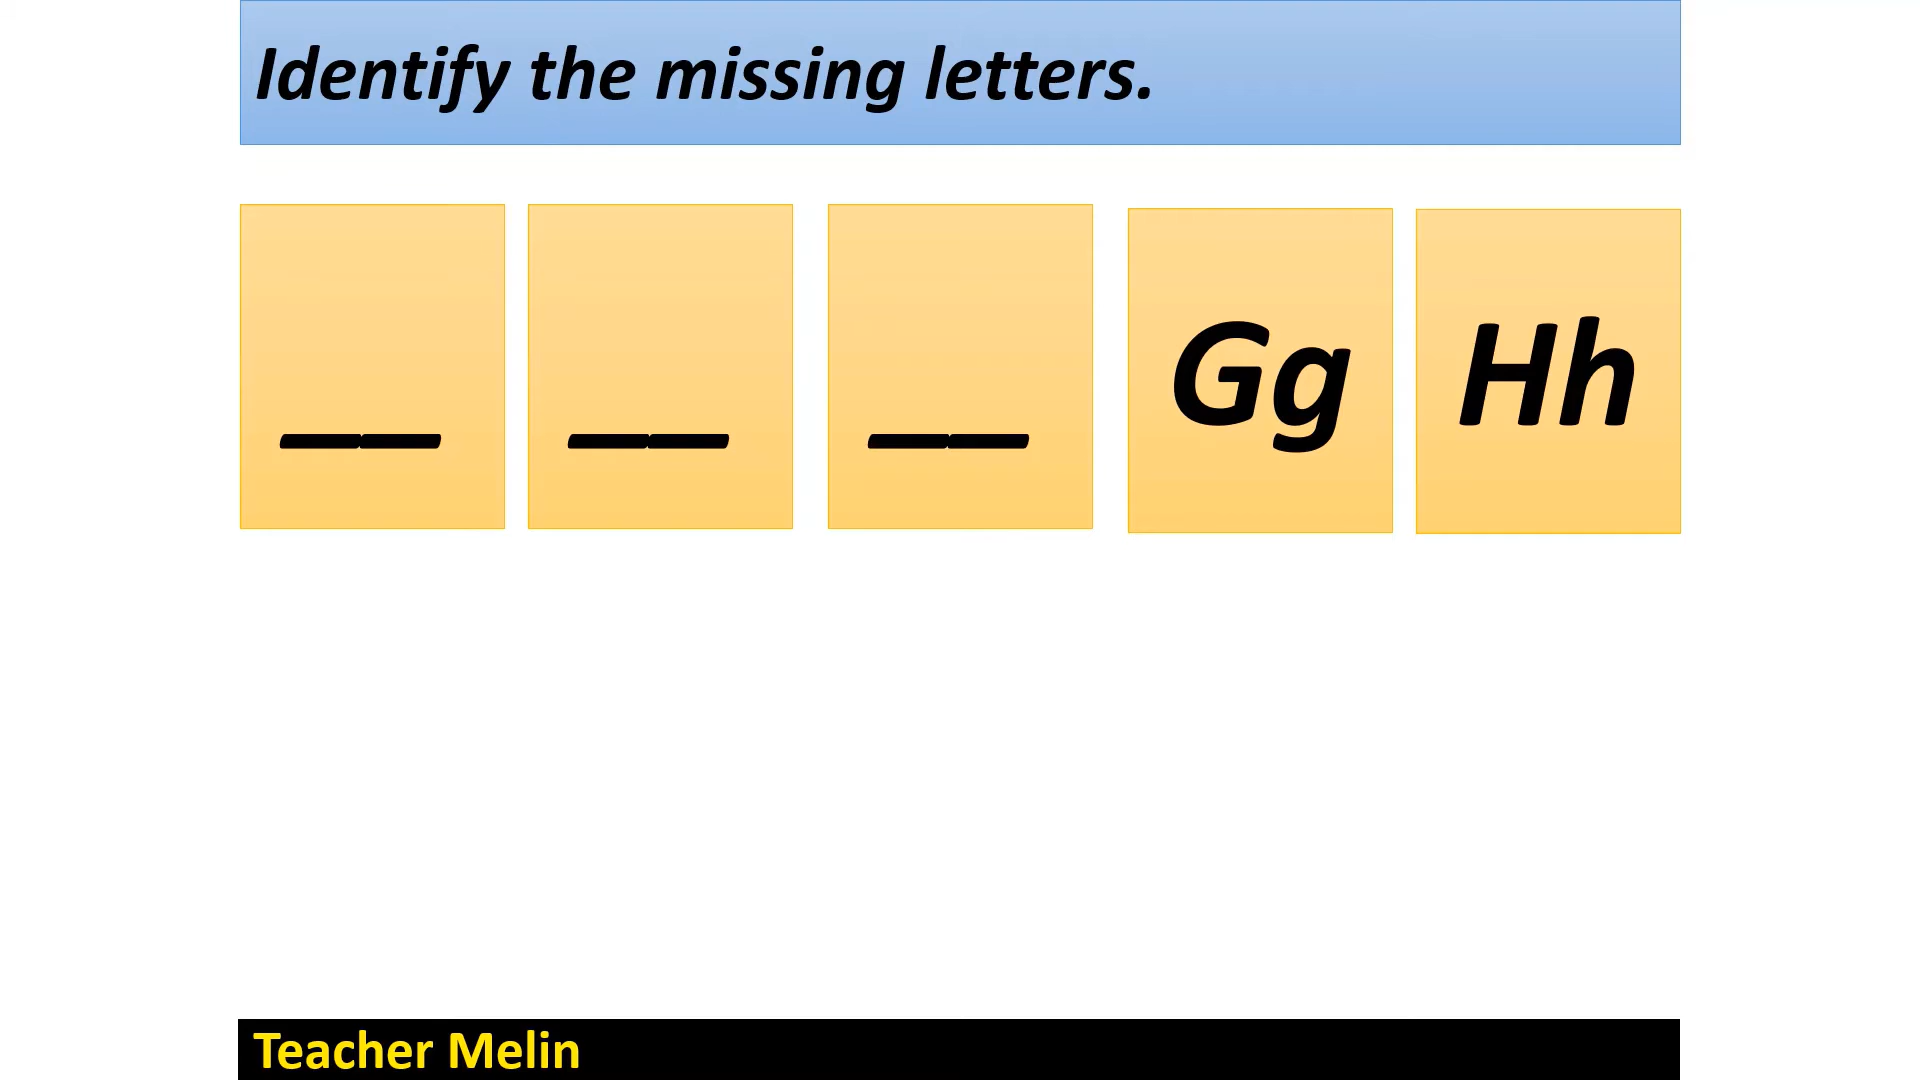 Identify the missing letters.
__ __ __ Gg Hh
Teacher Melin